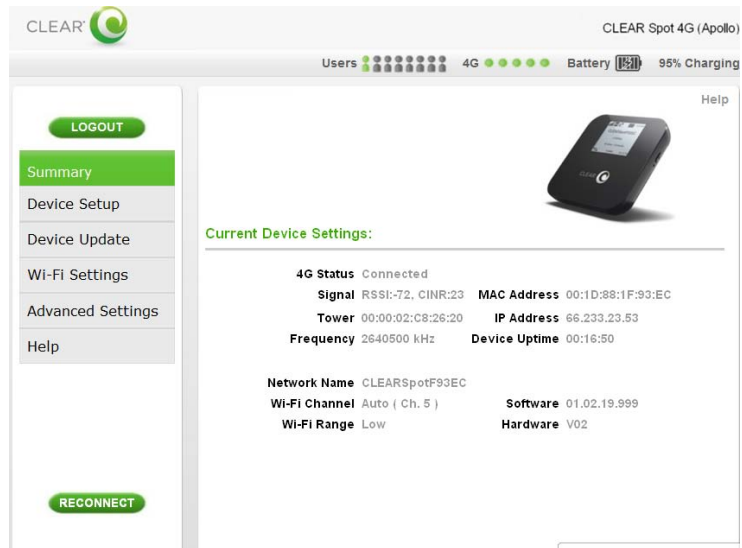 CLEAR
CLEAR Spot 4G (Apollo)
Users 4G Battery 95% Charging
LOGOUT
Summary
Device Setup
Device Update
Wi-Fi Settings
Advanced Settings
Help
RECONNECT
Help
CLEAR
Current Device Settings:
4G Status Connected
Signal RSSI:-72, CINR:23 MAC Address 00:1D:88:1F:93:EC
Tower 00:00:02:C8:26:20 IP Address 66.233.23.53
Frequency 2640500 kHz Device Uptime 00:16:50
Network Name CLEARSpotF93EC
Wi-Fi Channel Auto ( Ch. 5 ) Software 01.02.19.999
Wi-Fi Range Low Hardware V02